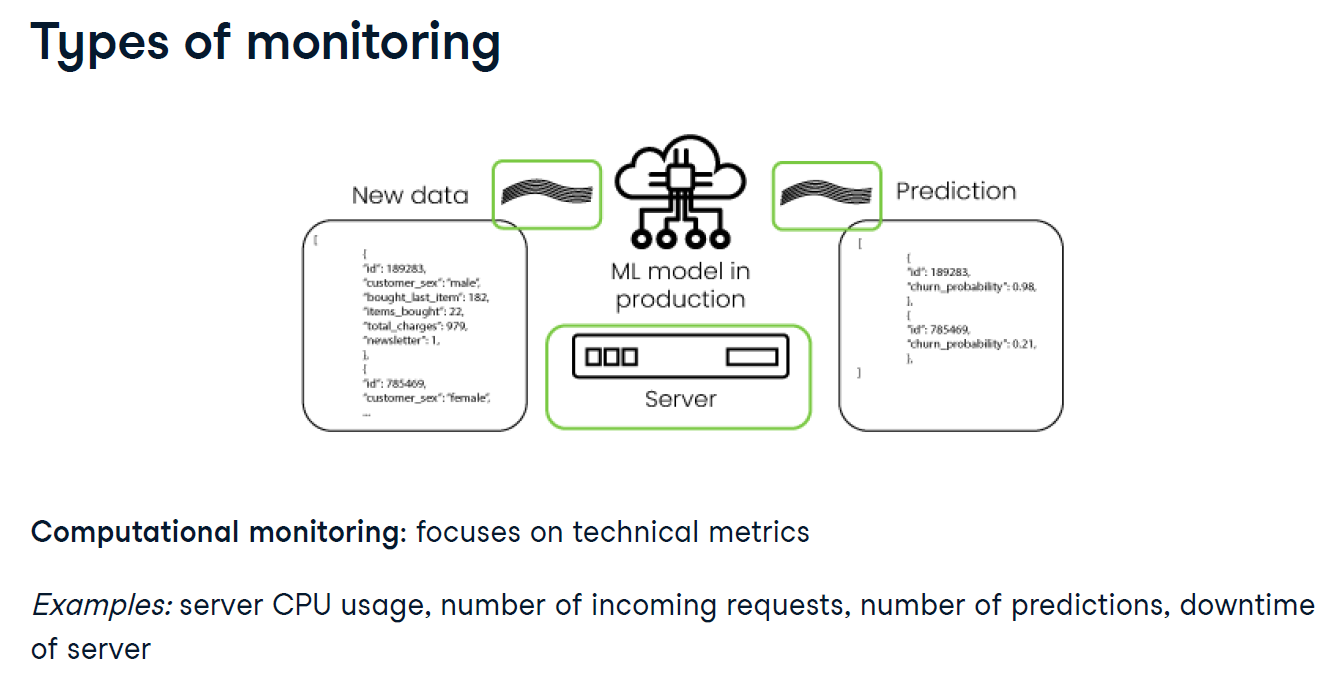 Types of monitoring
New data
[
{
"id": 189283,
"customer_sex": "male",
"bought_last_item": 182,
"items_bought": 22,
"total_charges": 979,
"newsletter": 1,
},
{
"id": 785469,
"customer_sex": "female",
...
ML model in
production
Server
Prediction
[
{
"id": 189283,
"churn_probability": 0.98,
},
{
"id": 785469,
"churn_probability": 0.21,
},
]
Computational monitoring: focuses on technical metrics
Examples: server CPU usage, number of incoming requests, number of predictions, downtime
of server